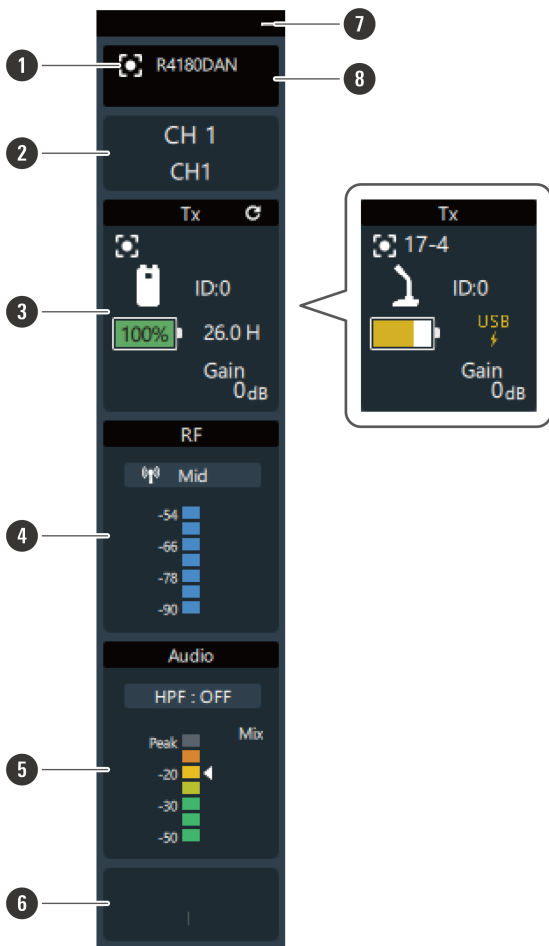 7
1
R4180DAN
8
2
CH 1
CH1
Tx
3
ID:0
100%
26.0 H
Gain
0dB
Tx
17-4
ID:0
USB
Gain
0dB
RF
Mid
4
-54
-66
-78
-90
Audio
HPF : OFF
5
Peak
Mix
-20
-30
-50
6